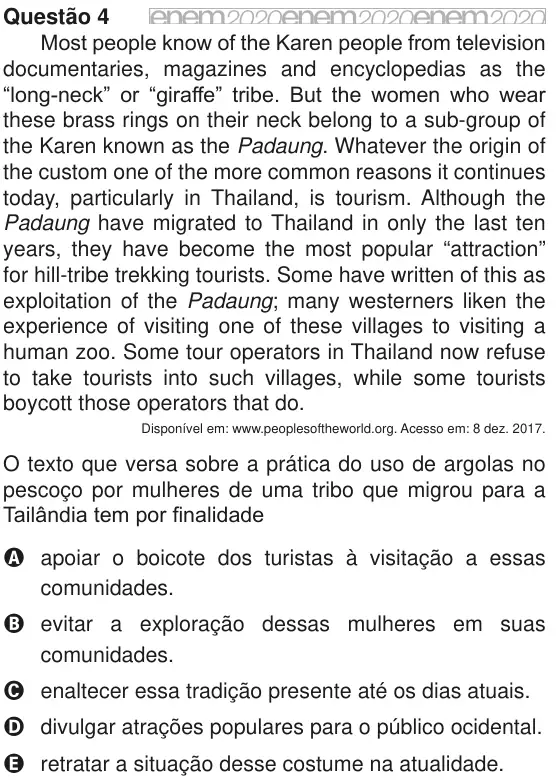 Questão 4 enem2020enem2020enem2020
Most people know of the Karen people from television
documentaries, magazines and encyclopedias as the
“long-neck” or “giraffe” tribe. But the women who wear
these brass rings on their neck belong to a sub-group of
the Karen known as the Padaung. Whatever the origin of
the custom one of the more common reasons it continues
today, particularly in Thailand, is tourism. Although the
Padaung have migrated to Thailand in only the last ten
years, they have become the most popular “attraction”
for hill-tribe trekking tourists. Some have written of this as
exploitation of the Padaung; many westerners liken the
experience of visiting one of these villages to visiting a
human zoo. Some tour operators in Thailand now refuse
to take tourists into such villages, while some tourists
boycott those operators that do.
Disponível em: www.peoplesoftheworld.org. Acesso em: 8 dez. 2017.
O texto que versa sobre a prática do uso de argolas no
pescoço por mulheres de uma tribo que migrou para a
Tailândia tem por finalidade
A apoiar o boicote dos turistas à visitação a essas
comunidades.
B evitar a exploração dessas mulheres em suas
comunidades.
C enaltecer essa tradição presente até os dias atuais.
D divulgar atrações populares para o público ocidental.
E retratar a situação desse costume na atualidade.